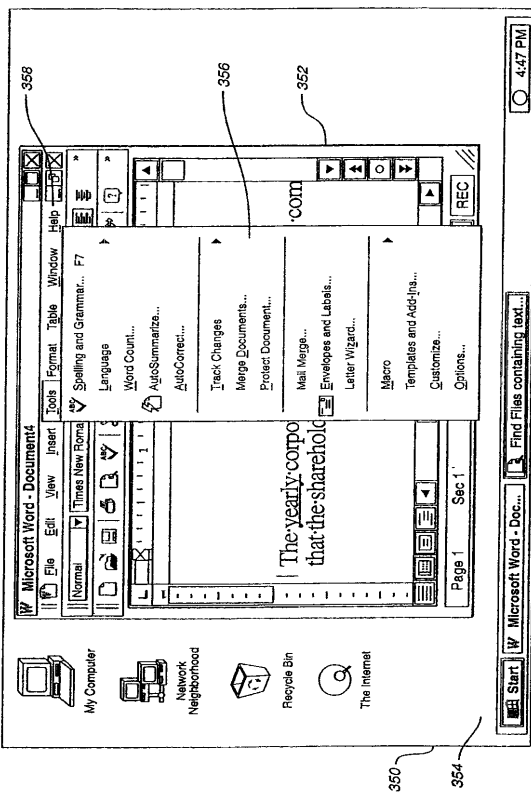 W Microsoft Word - Document4
File Edit View Insert Tools Format Table Window Help
Normal Times New Roma
ABC
1
The·yearly·corpo
that·the·sharehold
·com
ABC Spelling and Grammar... F7
Language
Word Count...
AutoSummarize...
AutoCorrect...
Track Changes
Merge Documents...
Protect Document...
Mail Merge...
Envelopes and Labels...
Letter Wizard...
Macro
Templates and Add-Ins...
Customize...
Options...
Page 1 Sec 1 REC
My Computer
Network
Neighborhood
Recycle Bin
The Internet
Start W Microsoft Word - Doc... Find Files containing text... 4:47 PM
350
354
352
356
358